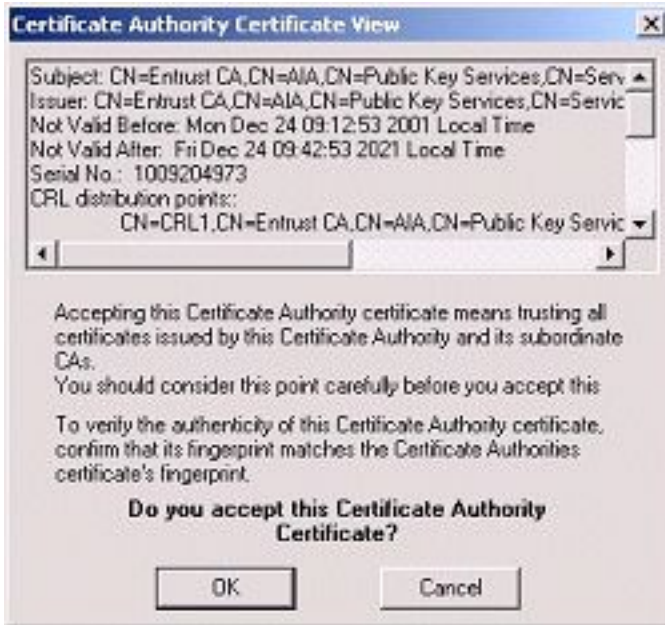 Certificate Authority Certificate View
Subject: CN=Entrust CA,CN=AIA,CN=Public Key Services,CN=Serv
Issuer: CN=Entrust CA,CN=AIA,CN=Public Key Services,CN=Servic
Not Valid Before: Mon Dec 24 09:12:53 2001 Local Time
Not Valid After: Fri Dec 24 09:42:53 2021 Local Time
Serial No.: 1009204973
CRL distribution points::
CN=CRL1,CN=Entrust CA,CN=AIA,CN=Public Key Servic
Accepting this Certificate Authority certificate means trusting all
certificates issued by this Certificate Authority and its subordinate
CAs.
You should consider this point carefully before you accept this
To verify the authenticity of this Certificate Authority certificate,
confirm that its fingerprint matches the Certificate Authorities
certificate's fingerprint.
Do you accept this Certificate Authority
Certificate?
OK
Cancel